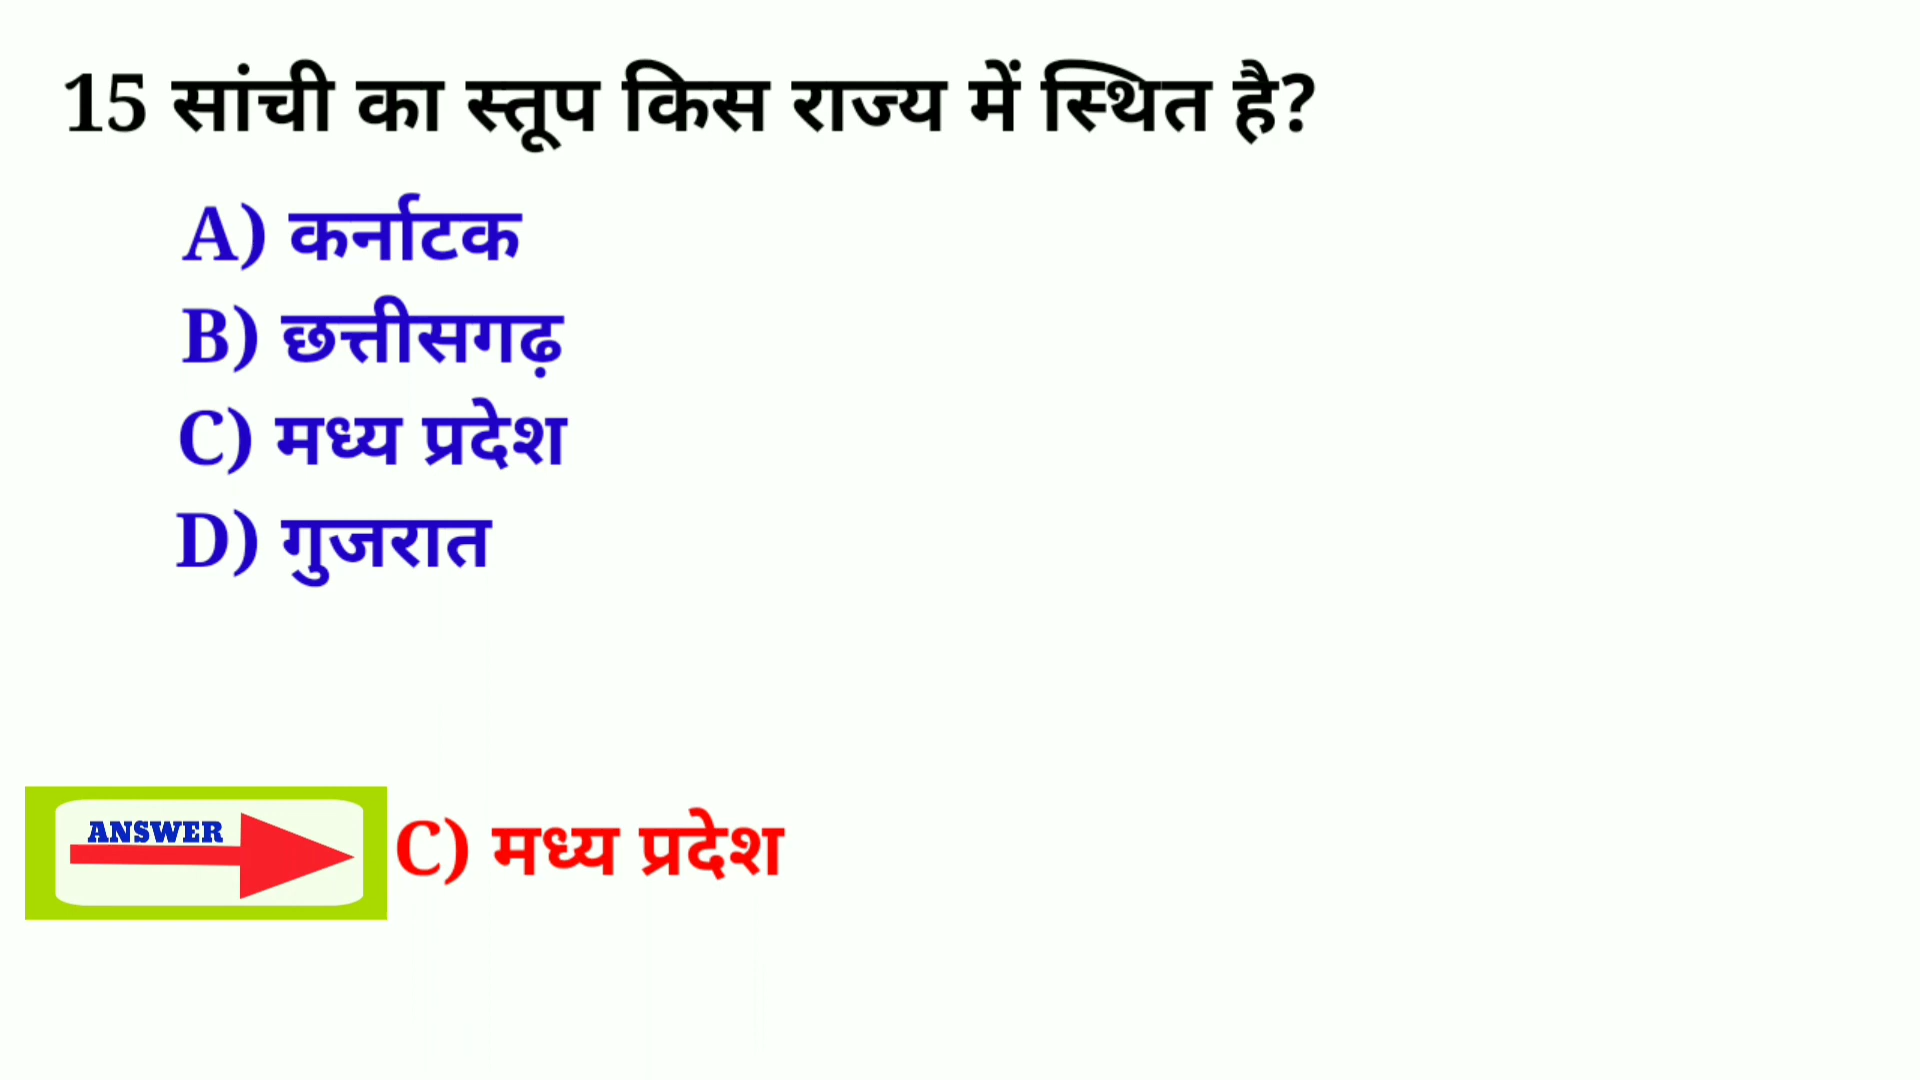 15 सांची का स्तूप किस राज्य में स्थित है?
A) कर्नाटक
B) छत्तीसगढ़
C) मध्य प्रदेश
D) गुजरात
ANSWER
C) मध्य प्रदेश